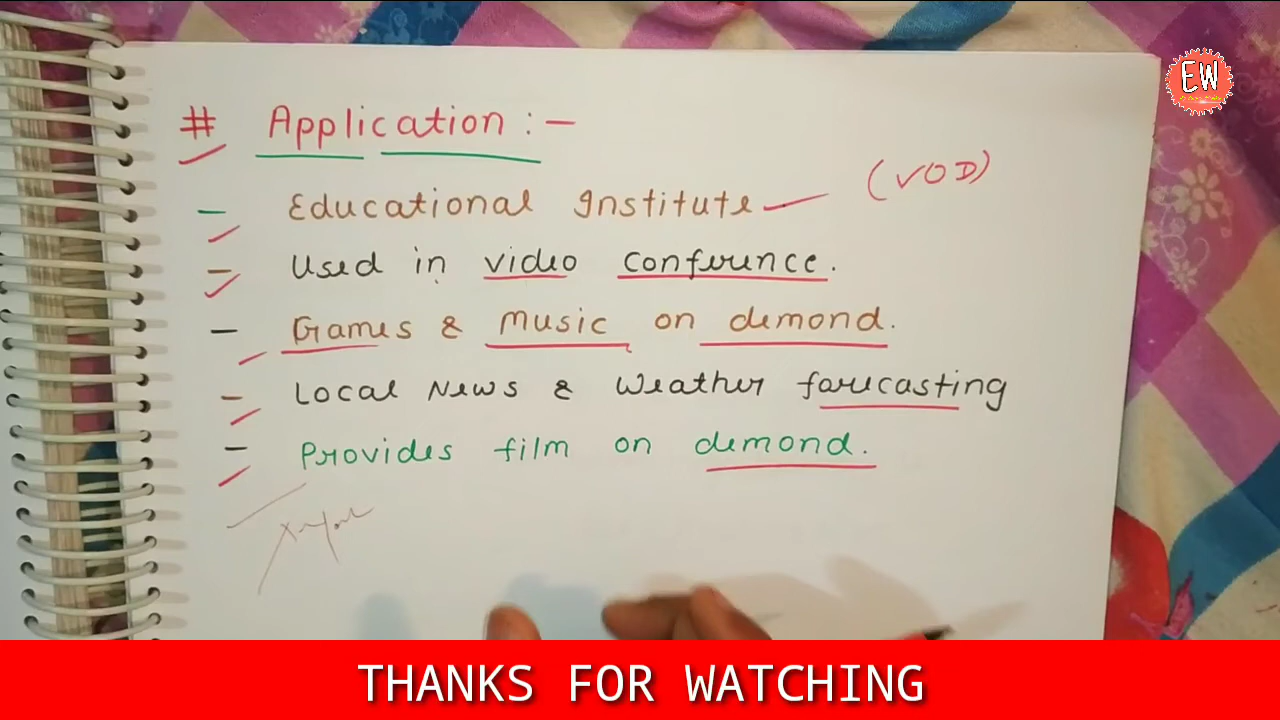 EW
# Application :-
(VOD)
- Educational Institute
- Used in video conference.
- Games & Music on demond.
- Local News & Weather farecasting
- Provides film on demond.
THANKS FOR WATCHING